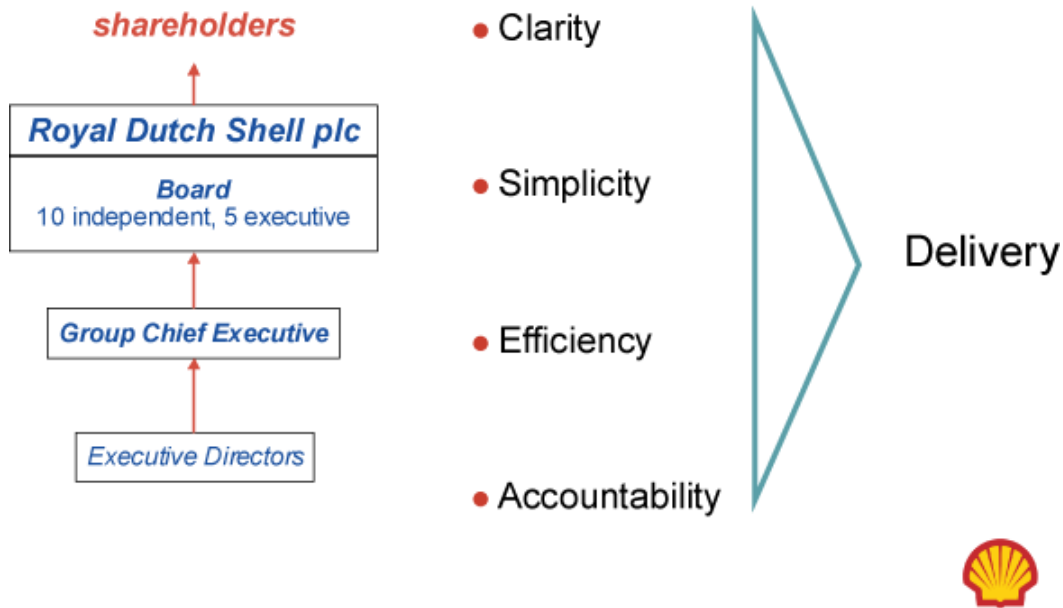 shareholders
Royal Dutch Shell plc
Board
10 independent, 5 executive
Group Chief Executive
Executive Directors
• Clarity
• Simplicity
• Efficiency
• Accountability
Delivery